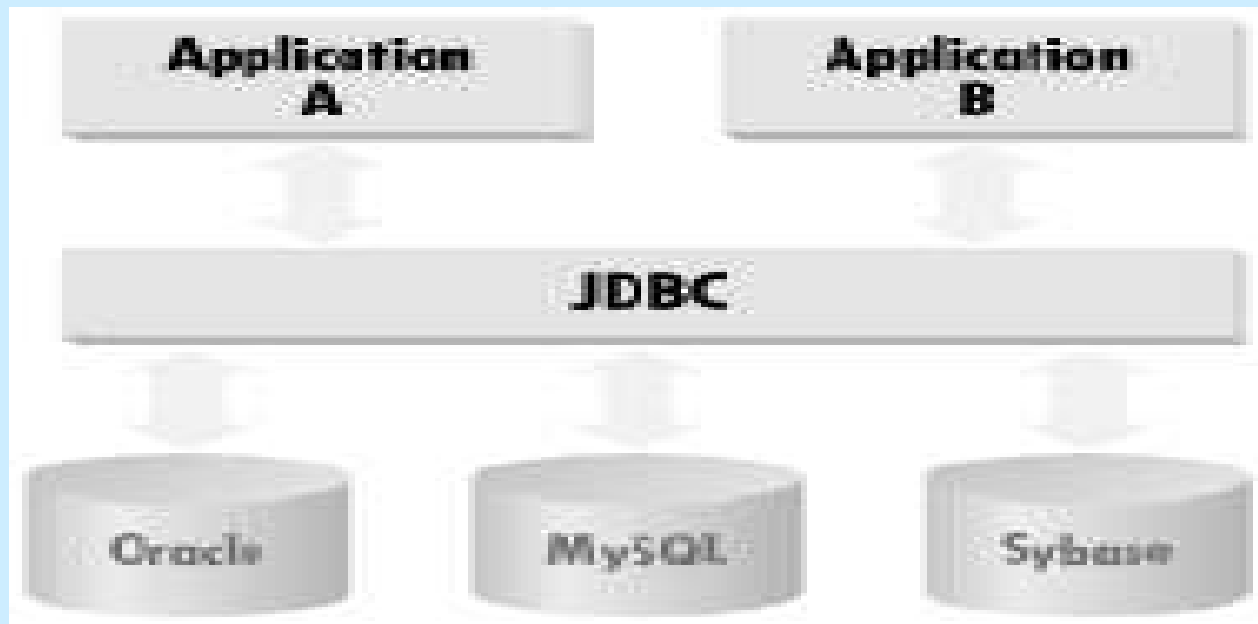 Application
A
Application
B
JDBC
Oracle
MySQL
Sybase